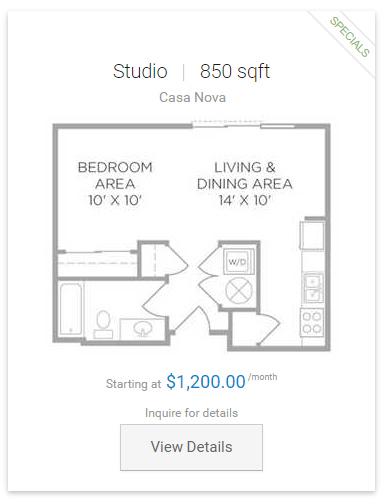 SPECIALS
Studio | 850 sqft
Casa Nova
BEDROOM
AREA
10' X 10'
LIVING &
DINING AREA
14' X 10'
W/D
Starting at $1,200.00 /month
Inquire for details
View Details